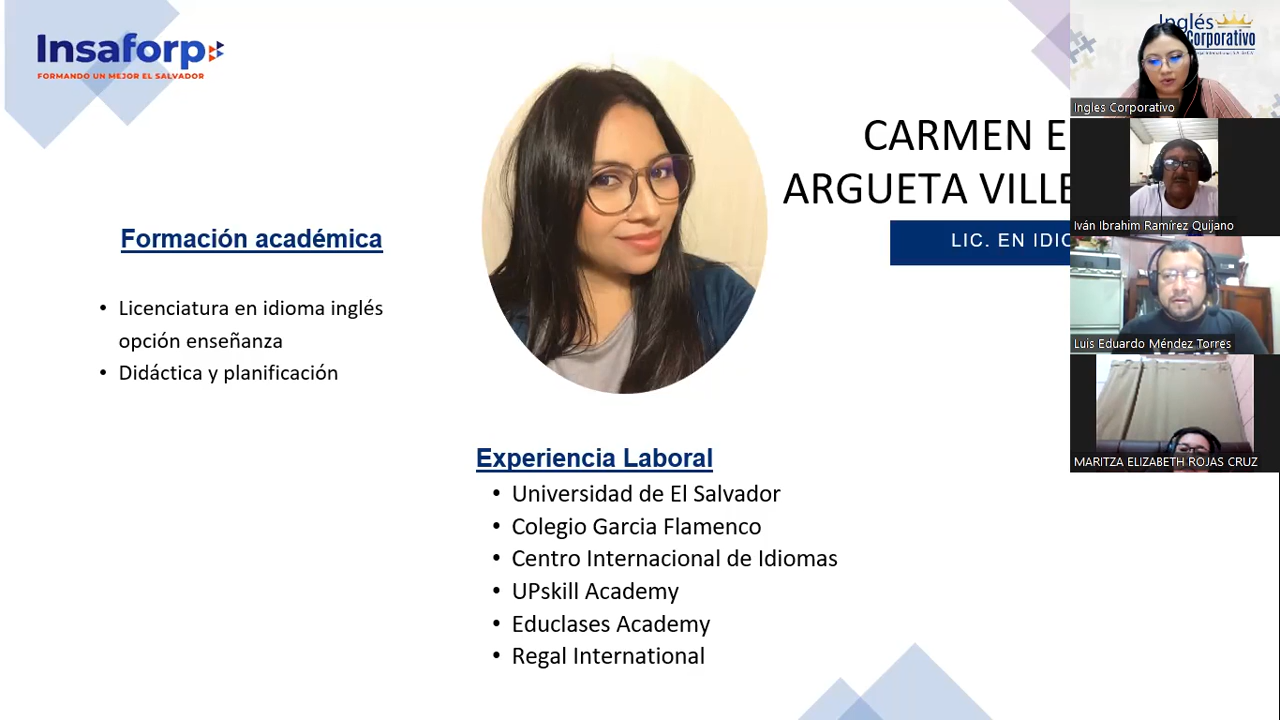 Insaforp
FORMANDO UN MEJOR EL SALVADOR
CARMEN E
ARGUETA VILLE
LIC. EN IDIO
Formación académica
• Licenciatura en idioma inglés
opción enseñanza
• Didáctica y planificación
Experiencia Laboral
• Universidad de El Salvador
• Colegio Garcia Flamenco
• Centro Internacional de Idiomas
• UPskill Academy
• Educlases Academy
• Regal International
Inglés
Corporativo
Ingles Corporativo
Iván Ibrahim Ramírez Quijano
Luis Eduardo Méndez Torres
MARITZA ELIZABETH ROJAS CRUZ